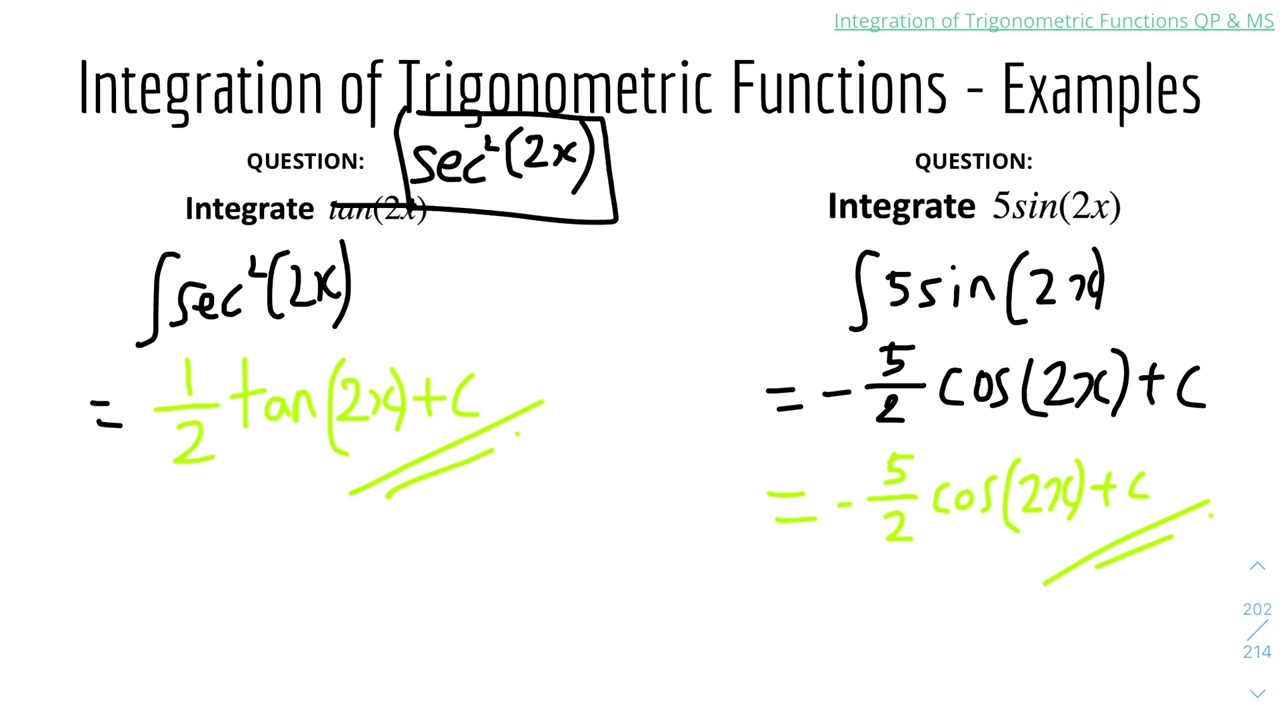 Integration of Trigonometric Functions QP & MS
Integration of Trigonometric Functions - Examples
QUESTION:
sec²(2x)
Integrate tan(2x)
∫sec²(2x)
= 1/2 tan(2x)+c
QUESTION:
Integrate 5sin(2x)
∫5sin(2x)
= - 5/2 cos(2x)+c
= - 5/2 cos(2x)+c
202
/
214